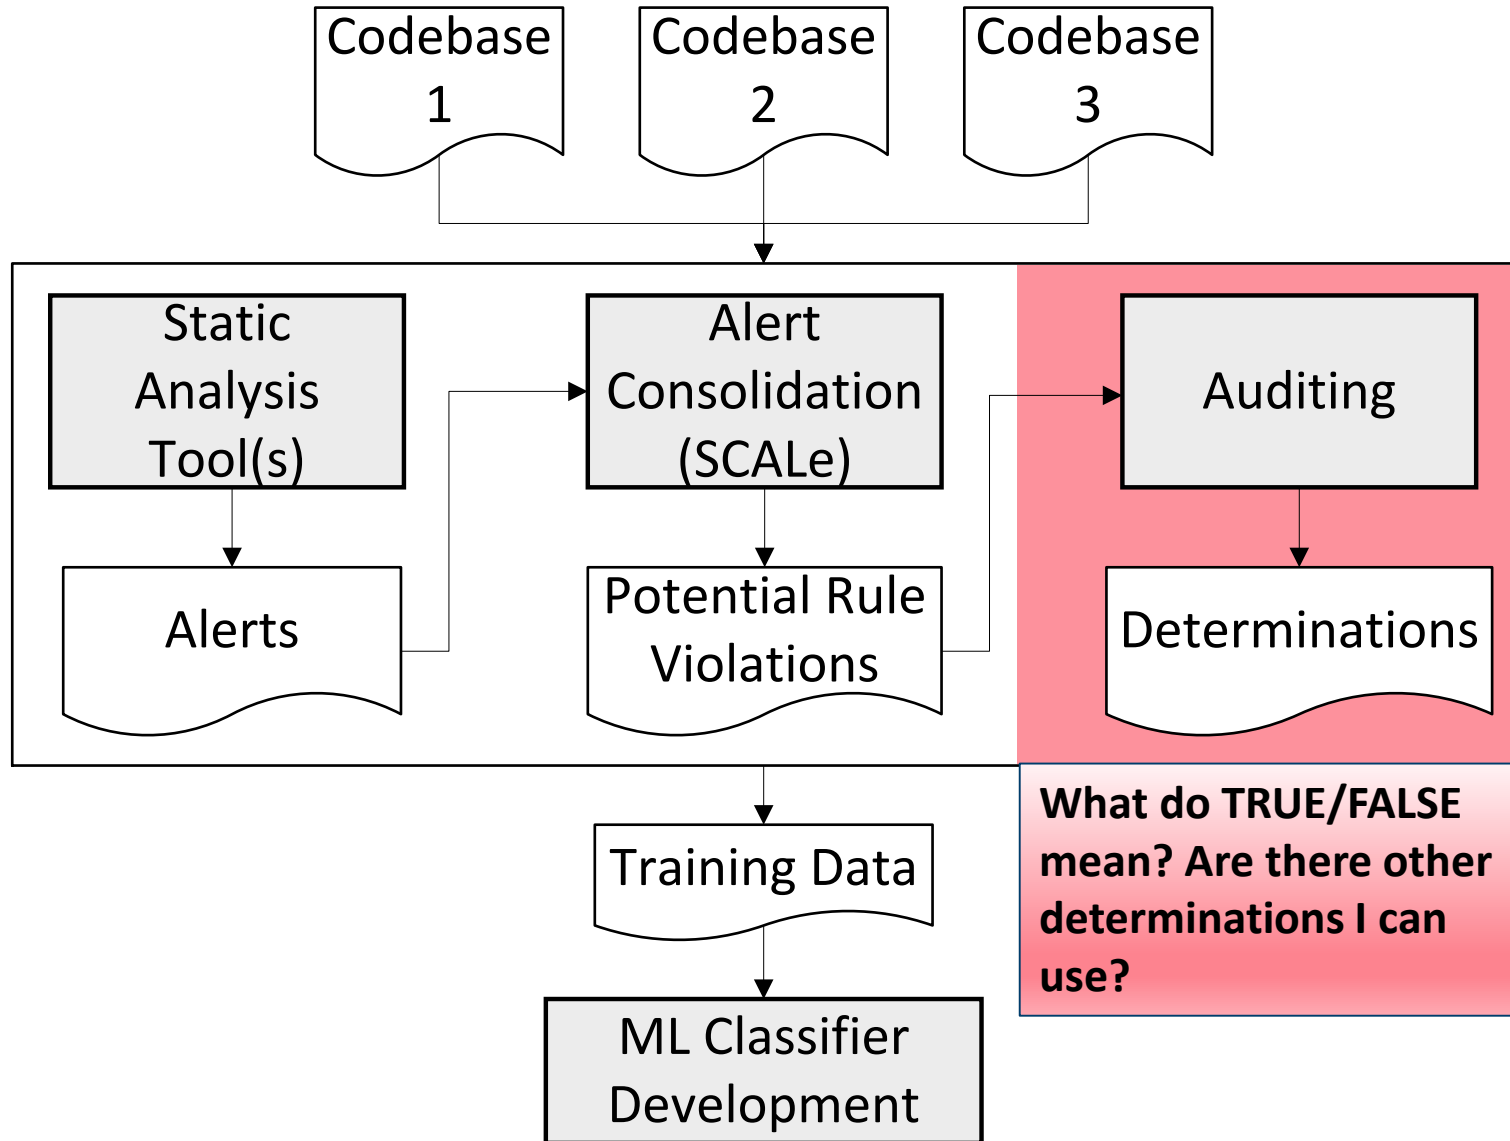 Codebase
1
Codebase
2
Codebase
3
Static
Analysis
Tool(s)
Alert
Consolidation
(SCALe)
Auditing
Alerts
Potential Rule
Violations
Determinations
What do TRUE/FALSE
mean? Are there other
determinations I can
use?
Training Data
ML Classifier
Development